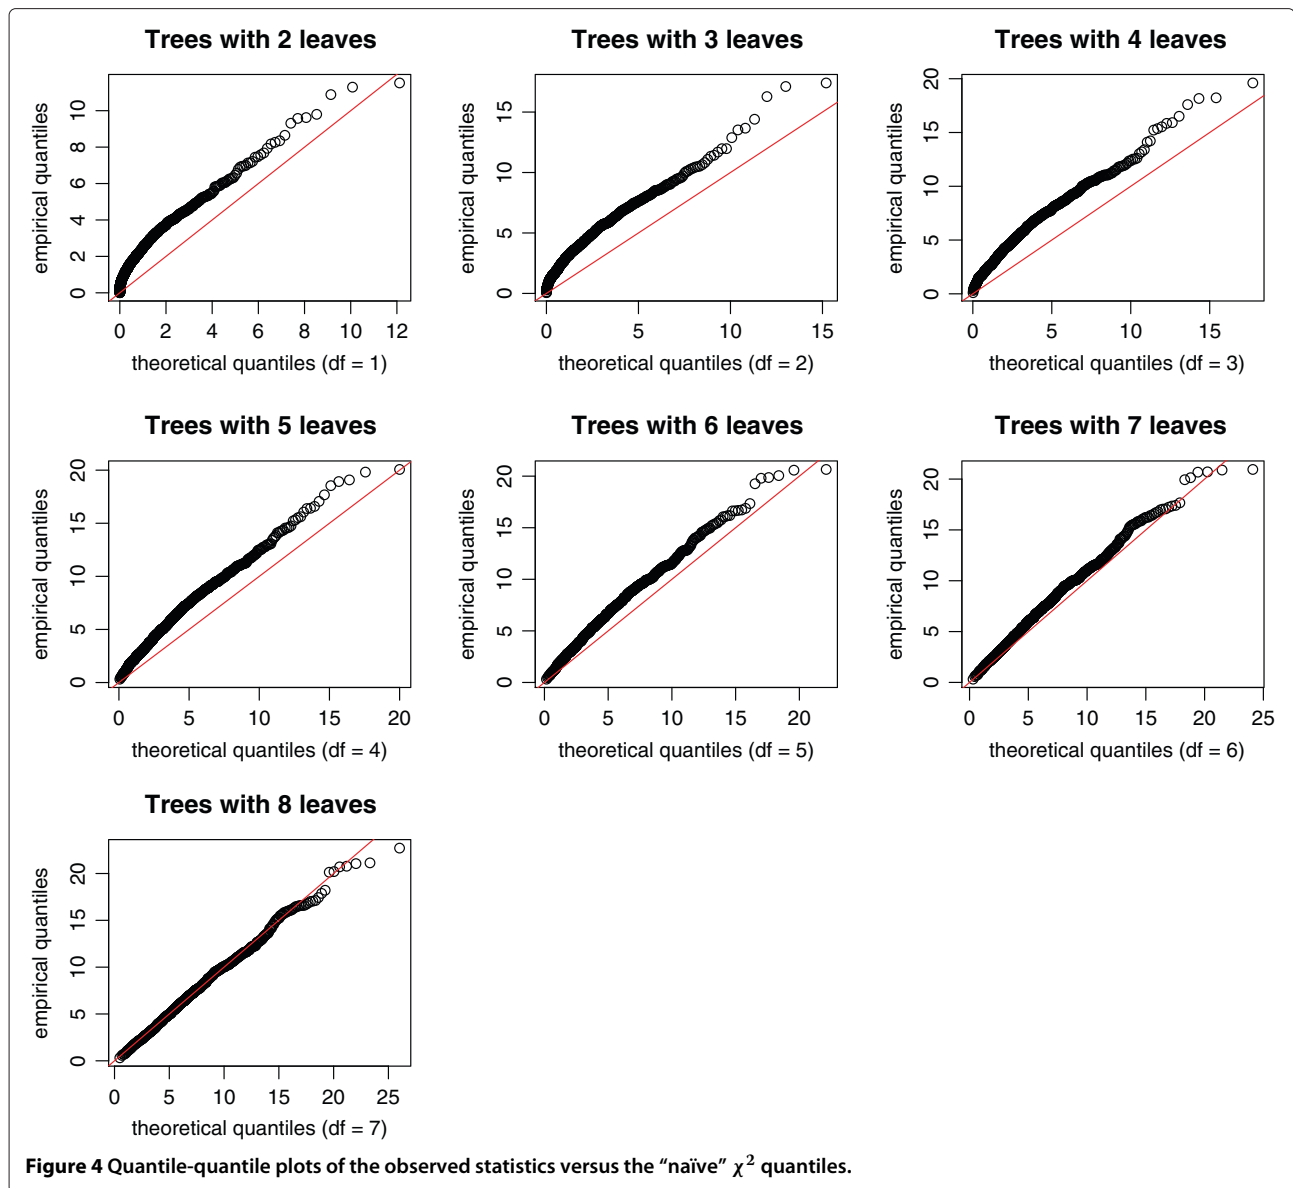 Trees with 2 leaves
empirical quantiles
0 2 4 6 8 10
0 2 4 6 8 10 12
theoretical quantiles (df = 1)
Trees with 3 leaves
empirical quantiles
0 5 10 15
0 5 10 15
theoretical quantiles (df = 2)
Trees with 4 leaves
empirical quantiles
0 5 10 15 20
0 5 10 15
theoretical quantiles (df = 3)
Trees with 5 leaves
empirical quantiles
0 5 10 15 20
0 5 10 15 20
theoretical quantiles (df = 4)
Trees with 6 leaves
empirical quantiles
0 5 10 15 20
0 5 10 15 20
theoretical quantiles (df = 5)
Trees with 7 leaves
empirical quantiles
0 5 10 15 20
0 5 10 15 20 25
theoretical quantiles (df = 6)
Trees with 8 leaves
empirical quantiles
0 5 10 15 20
0 5 10 15 20 25
theoretical quantiles (df = 7)
Figure 4 Quantile-quantile plots of the observed statistics versus the “naïve” χ² quantiles.